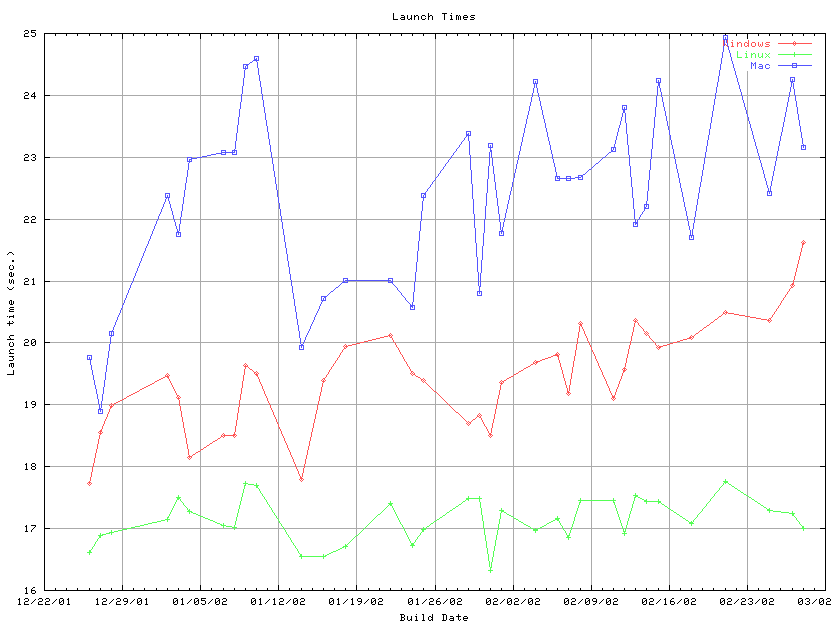 Launch Times
25
indows
Linux
Mac
24
23
22
21
20
19
18
17
16
Launch time (sec.)
12/22/01 12/29/01 01/05/02 01/12/02 01/19/02 01/26/02 02/02/02 02/09/02 02/16/02 02/23/02 03/02
Build Date